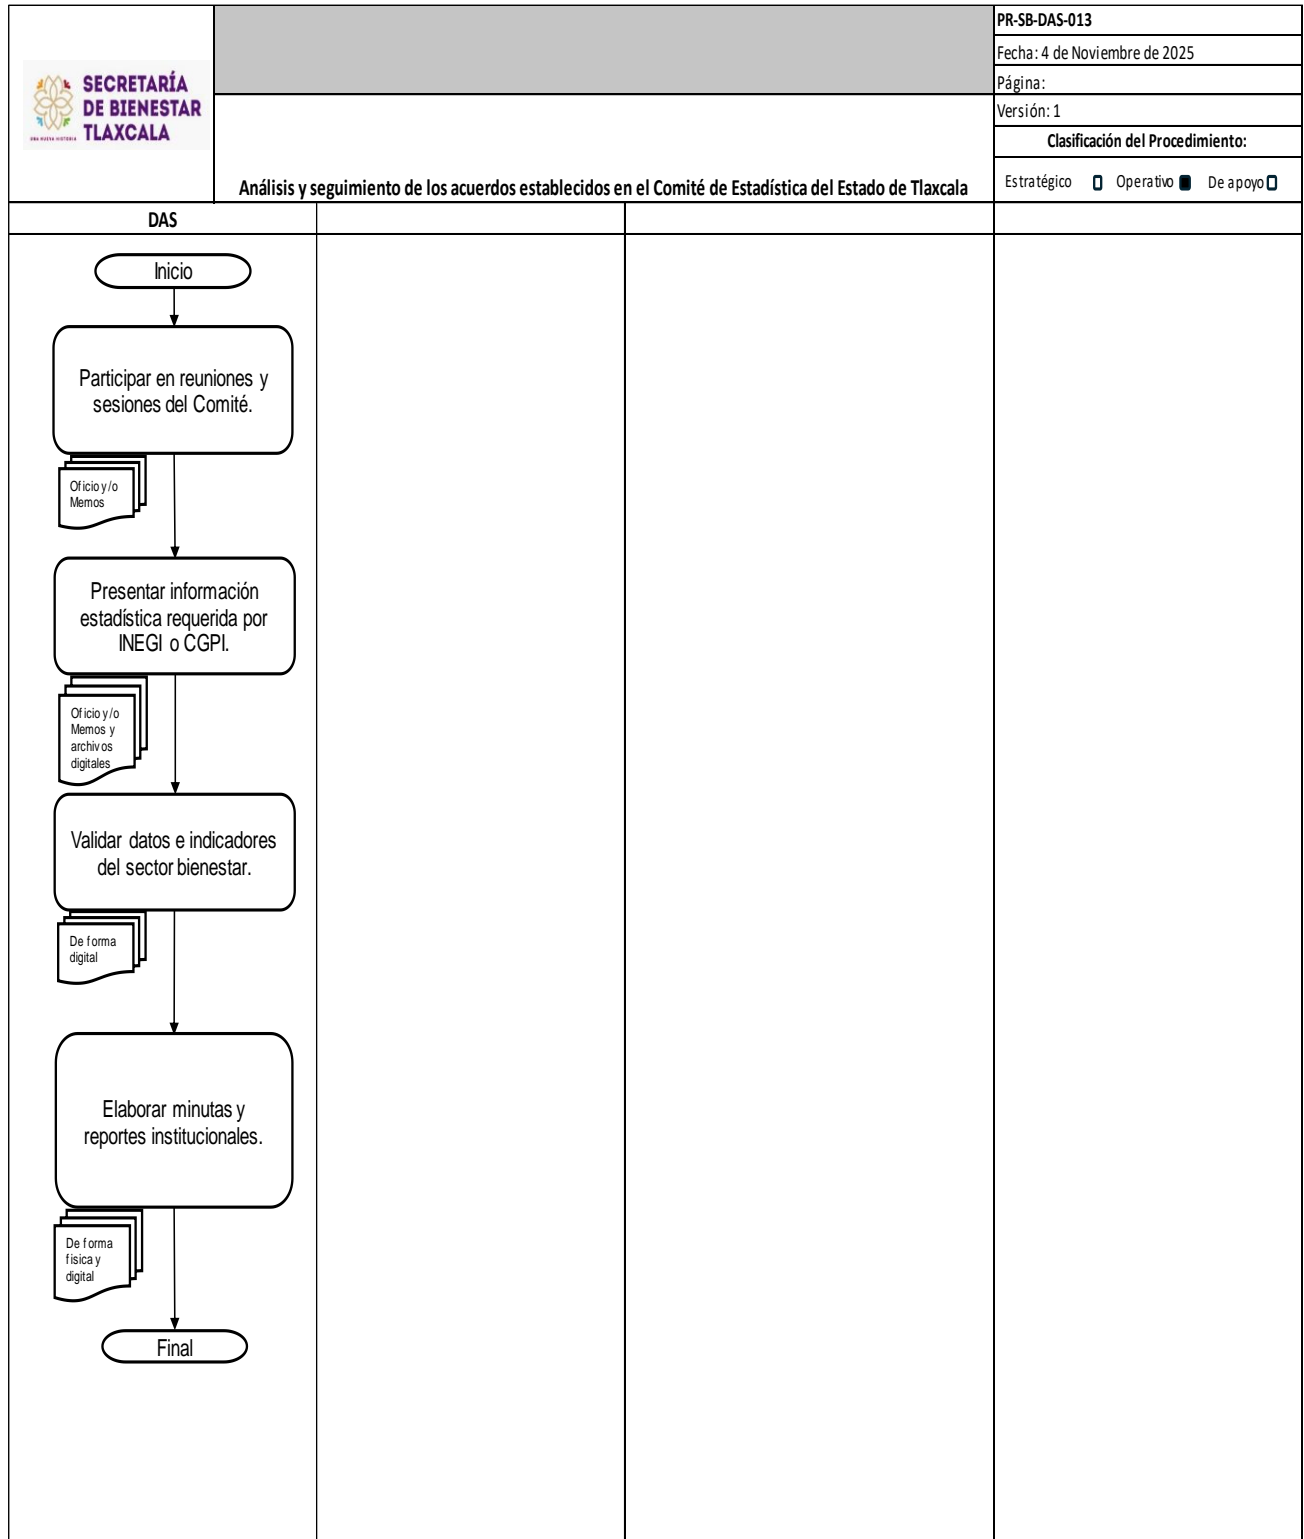 PR-SB-DAS-013
Fecha: 4 de Noviembre de 2025
Página:
Versión: 1
Clasificación del Procedimiento:
Estratégico Operativo De apoyo
SECRETARÍA
DE BIENESTAR
TLAXCALA
UNA NUEVA HISTORIA
Análisis y seguimiento de los acuerdos establecidos en el Comité de Estadística del Estado de Tlaxcala
DAS
Inicio
Participar en reuniones y
sesiones del Comité.
Oficio y/o
Memos
Presentar información
estadística requerida por
INEGI o CGPI.
Oficio y/o
Memos y
archivos
digitales
Validar datos e indicadores
del sector bienestar.
De forma
digital
Elaborar minutas y
reportes institucionales.
De forma
fisica y
digital
Final